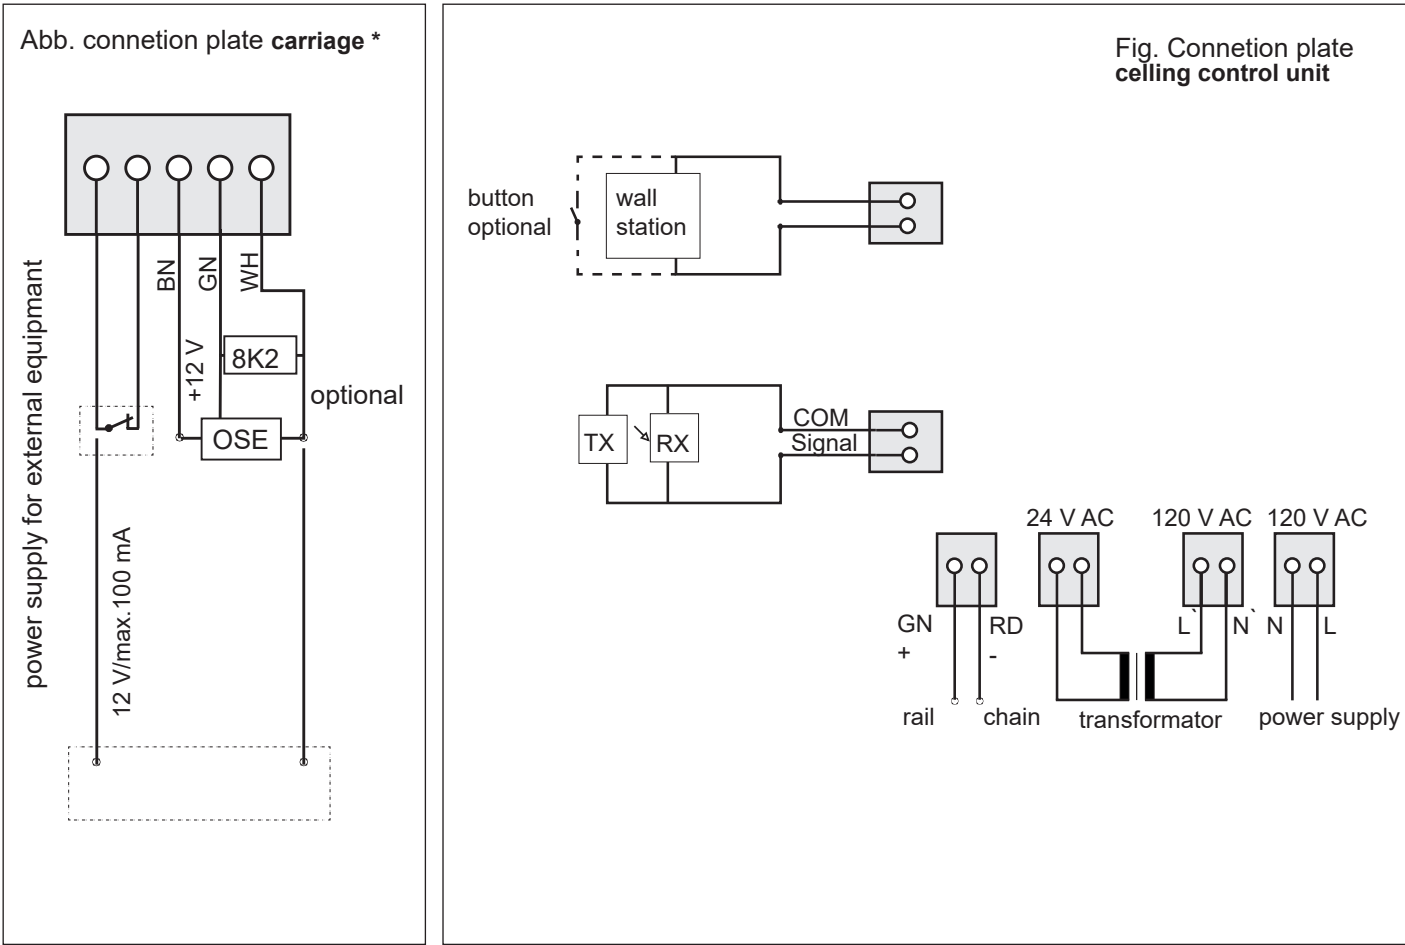 Abb. connetion plate carriage *
BN
GN
WH
+12 V
8K2
optional
OSE
power supply for external equipmant
12 V/max.100 mA
Fig. Connetion plate
celling control unit
button
optional
wall
station
TX
RX
COM
Signal
24 V AC
120 V AC
120 V AC
GN
+
RD
-
L`
N`
N
L
rail
chain
transformator
power supply